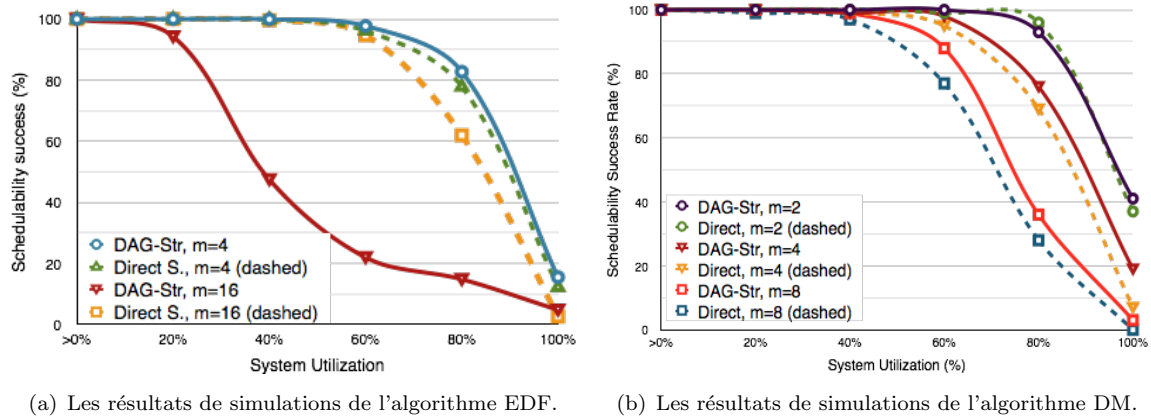 100
80
60
40
20
0
Schedulability success (%)
DAG-Str, m=4
Direct S., m=4 (dashed)
DAG-Str, m=16
Direct S., m=16 (dashed)
>0%
20%
40%
60%
80%
100%
System Utilization
(a) Les résultats de simulations de l'algorithme EDF.
100
80
60
40
20
0
Schedulability Success Rate (%)
DAG-Str, m=2
Direct, m=2 (dashed)
DAG-Str, m=4
Direct, m=4 (dashed)
DAG-Str, m=8
Direct, m=8 (dashed)
>0%
20%
40%
60%
80%
100%
System Utilization (%)
(b) Les résultats de simulations de l'algorithme DM.